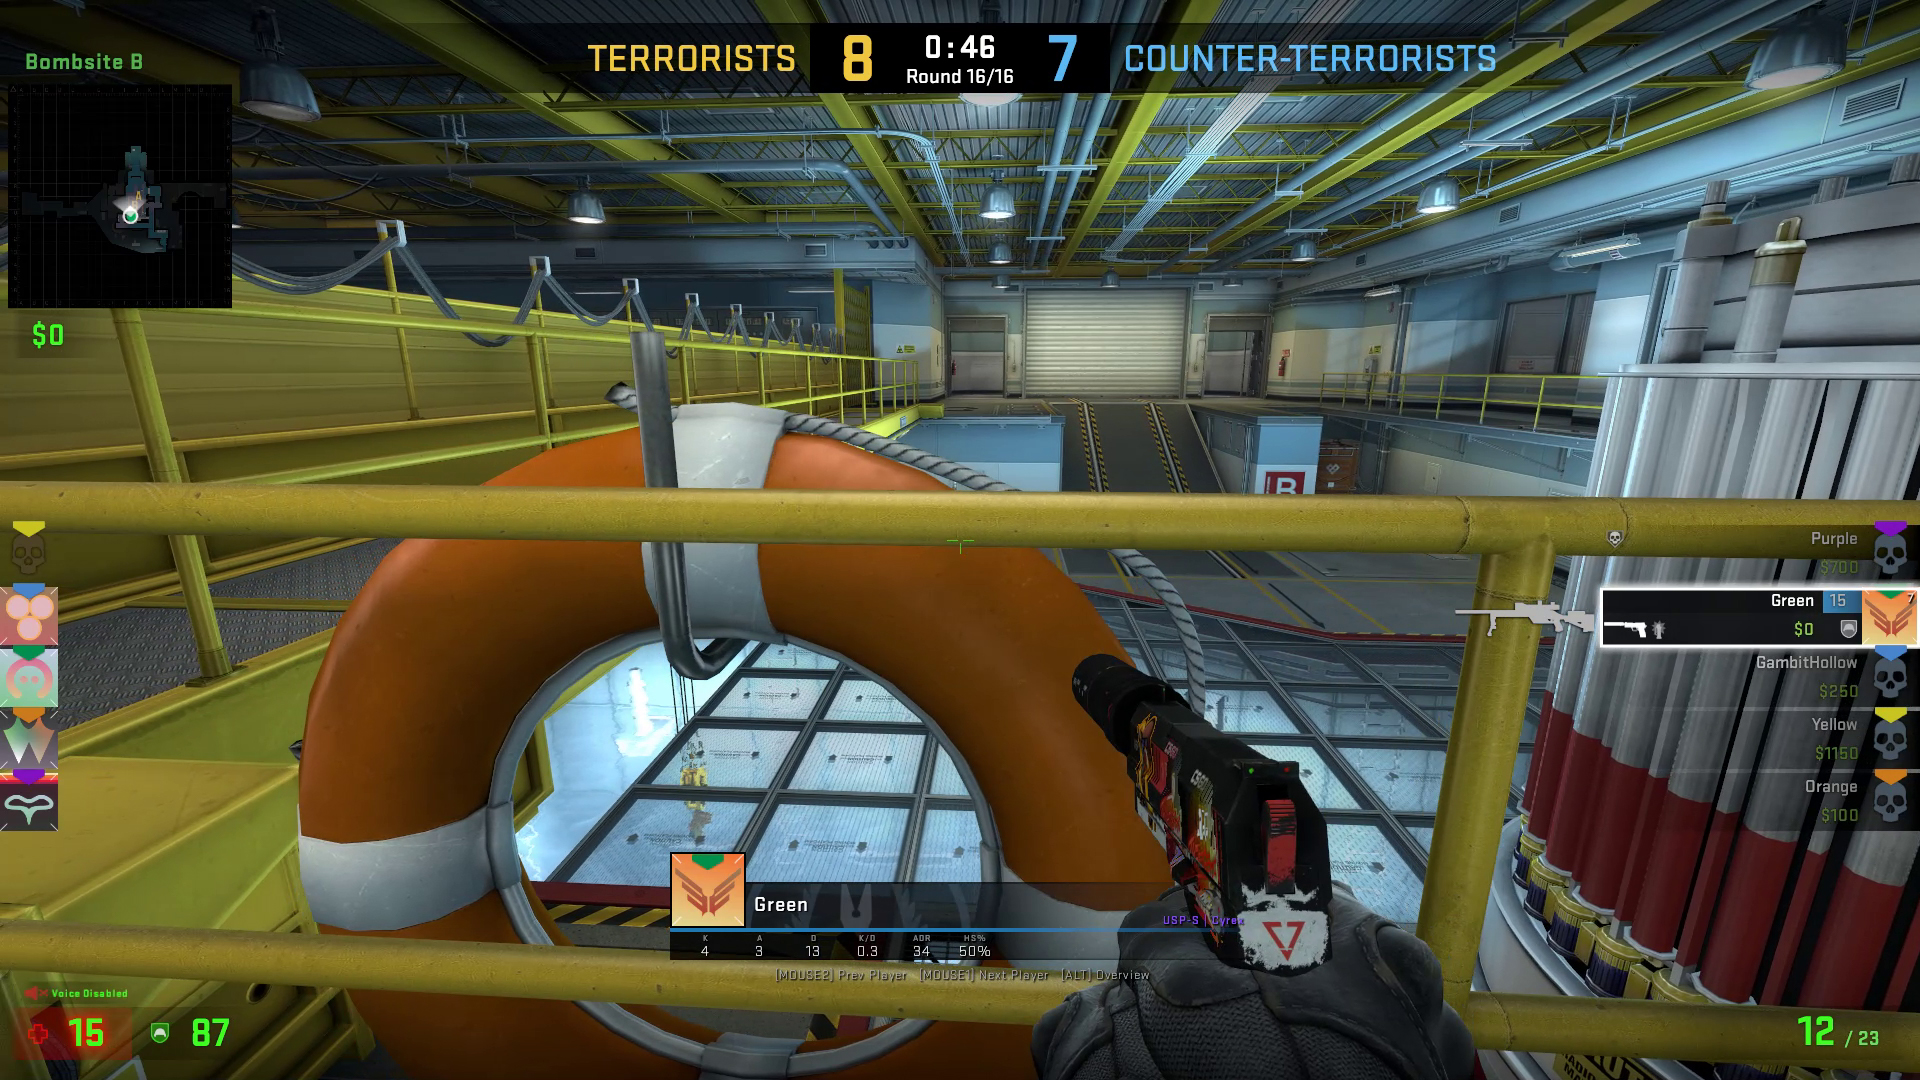 Bombsite B
TERRORISTS
8
0:46
Round 16/16
7
COUNTER-TERRORISTS
$0
B
Purple
$700
Green 15
7
$0
GambitHollow
$250
Yellow
$1150
Orange
$100
Green
USP-S | Cyrex
K A D K/D ADR HS%
4 3 13 0.3 34 50%
[MOUSE2] Prev Player [MOUSE1] Next Player [ALT] Overview
Voice Disabled
15
87
12 / 23